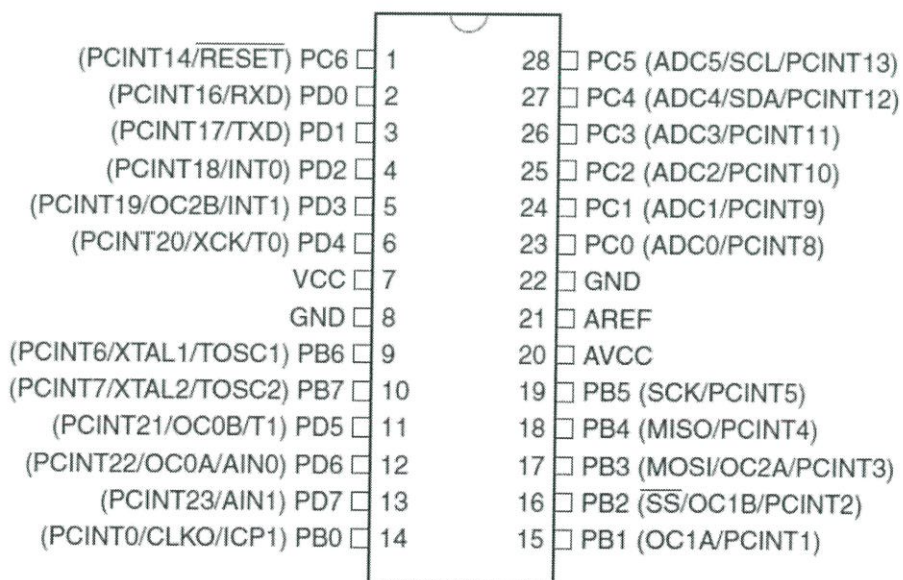 (PCINT14/RESET) PC6 1 28 PC5 (ADC5/SCL/PCINT13)
(PCINT16/RXD) PD0 2 27 PC4 (ADC4/SDA/PCINT12)
(PCINT17/TXD) PD1 3 26 PC3 (ADC3/PCINT11)
(PCINT18/INT0) PD2 4 25 PC2 (ADC2/PCINT10)
(PCINT19/OC2B/INT1) PD3 5 24 PC1 (ADC1/PCINT9)
(PCINT20/XCK/T0) PD4 6 23 PC0 (ADC0/PCINT8)
VCC 7 22 GND
GND 8 21 AREF
(PCINT6/XTAL1/TOSC1) PB6 9 20 AVCC
(PCINT7/XTAL2/TOSC2) PB7 10 19 PB5 (SCK/PCINT5)
(PCINT21/OC0B/T1) PD5 11 18 PB4 (MISO/PCINT4)
(PCINT22/OC0A/AIN0) PD6 12 17 PB3 (MOSI/OC2A/PCINT3)
(PCINT23/AIN1) PD7 13 16 PB2 (SS/OC1B/PCINT2)
(PCINT0/CLKO/ICP1) PB0 14 15 PB1 (OC1A/PCINT1)